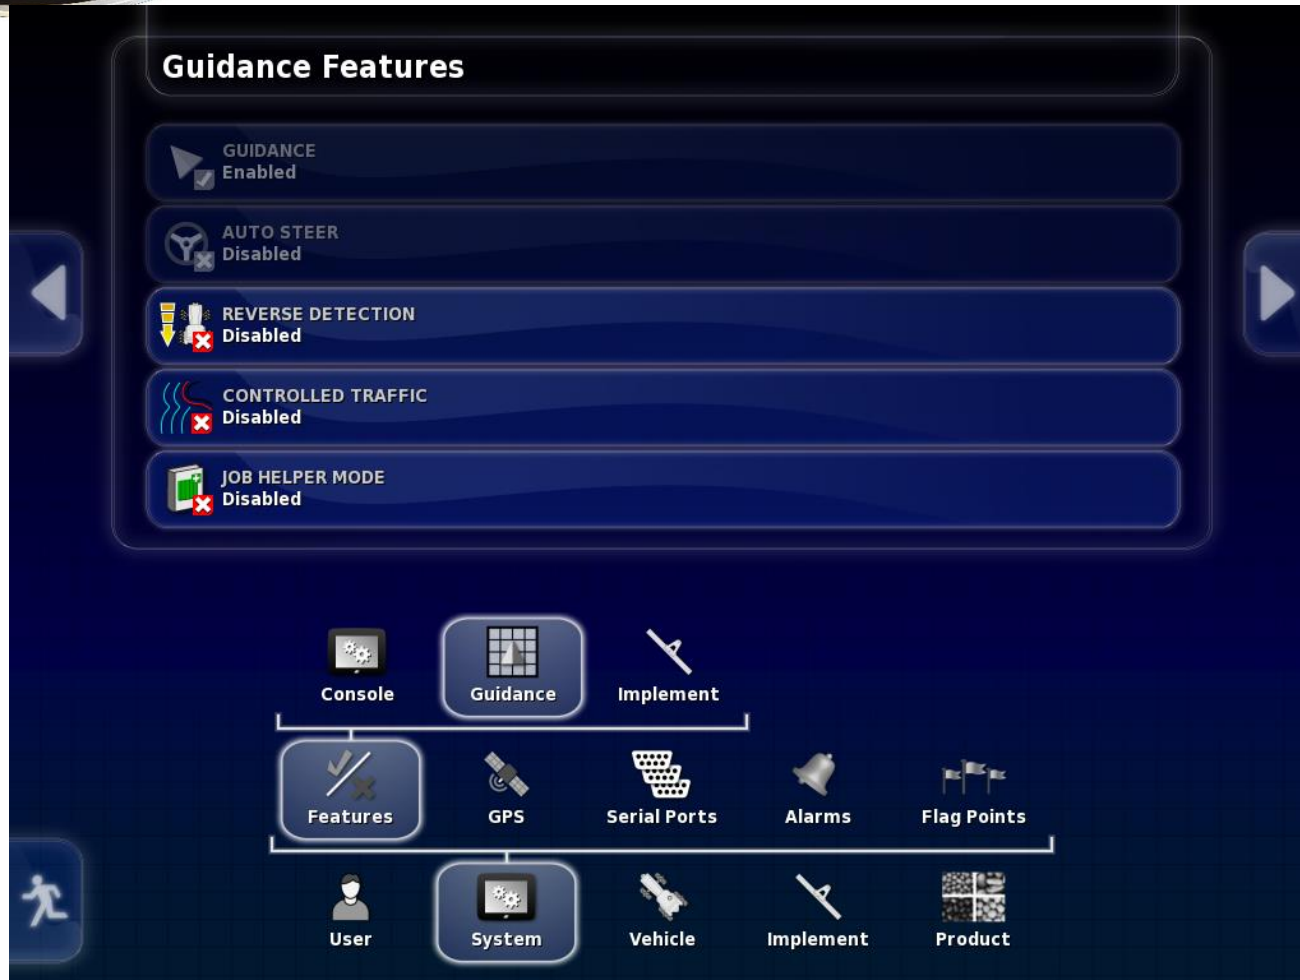 Guidance Features
GUIDANCE
Enabled
AUTO STEER
Disabled
REVERSE DETECTION
Disabled
CONTROLLED TRAFFIC
Disabled
JOB HELPER MODE
Disabled
Console Guidance Implement
Features GPS Serial Ports Alarms Flag Points
User System Vehicle Implement Product